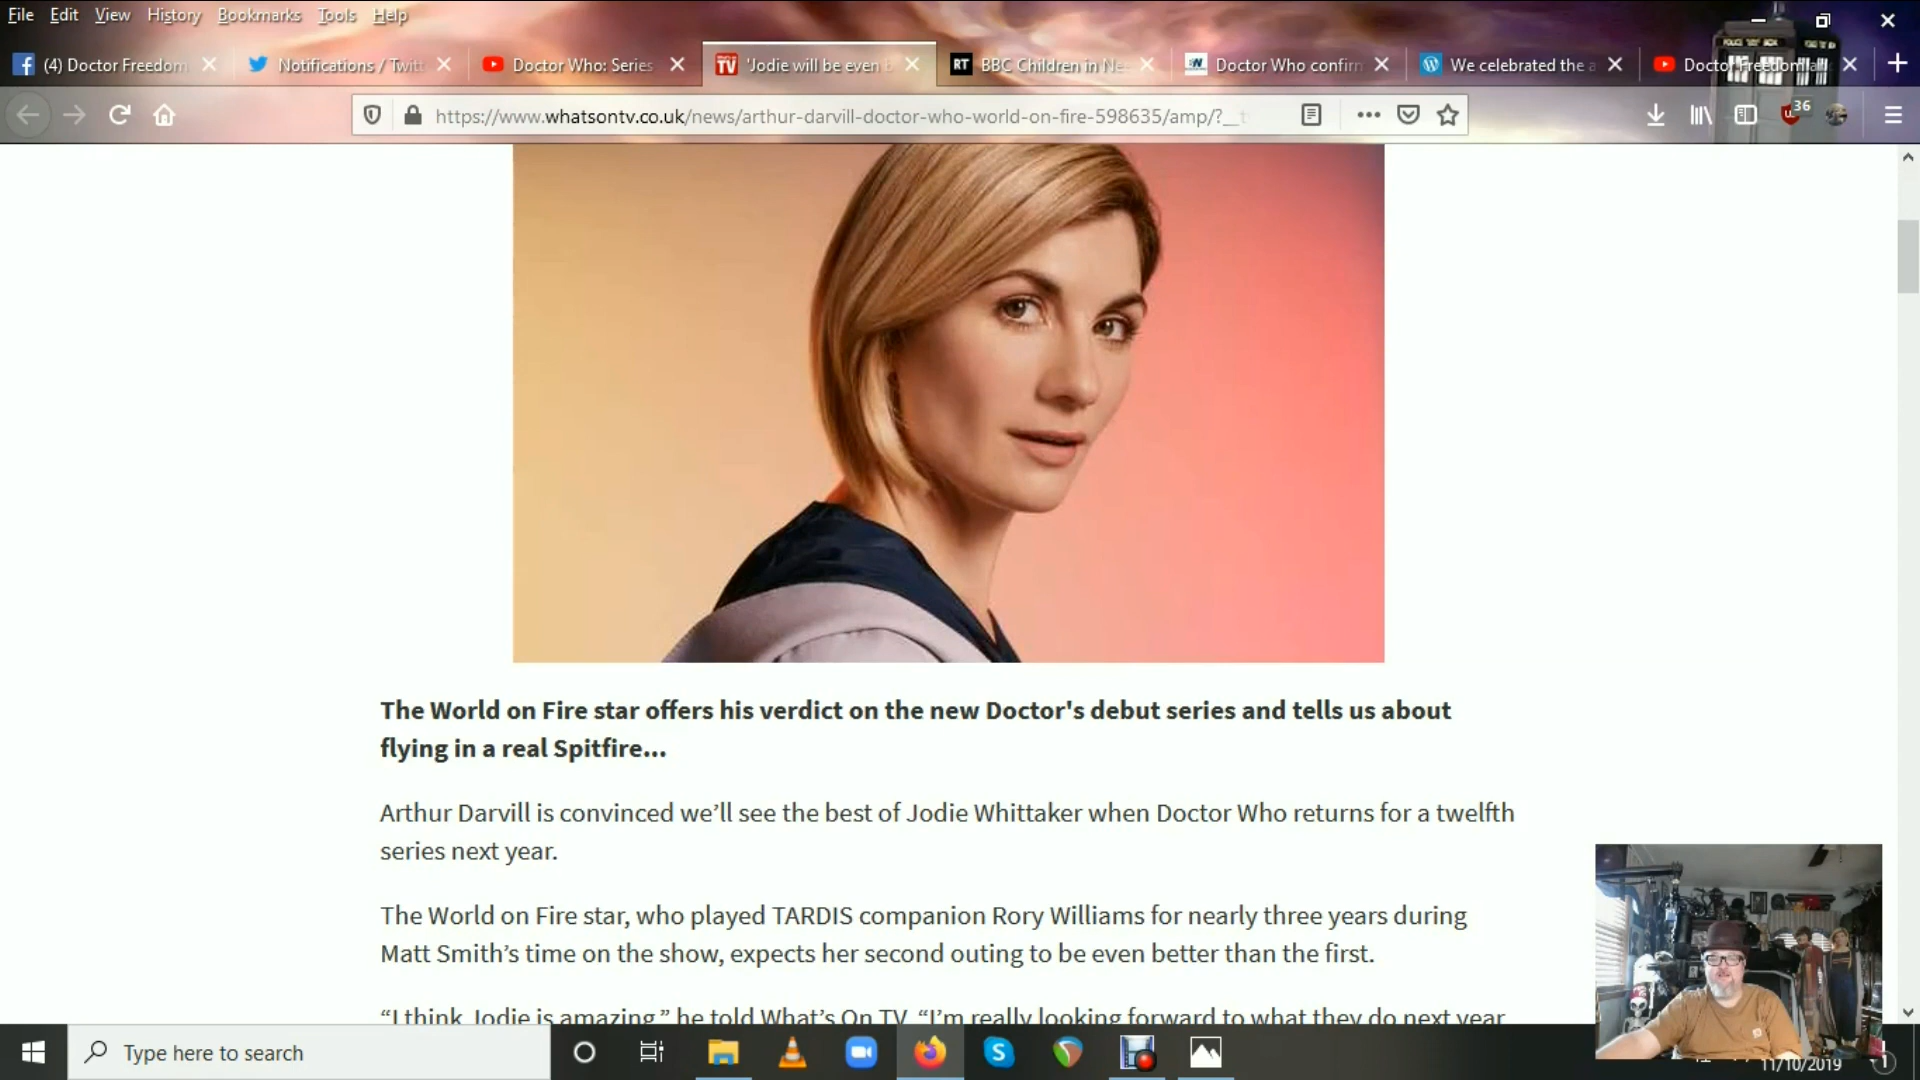 File Edit View History Bookmarks Tools Help
(4) Doctor Freedom
Notifications / Twitt
Doctor Who: Series
TV 'Jodie will be even b
RT BBC Children in Ne
Doctor Who confirm
We celebrated the a
Doctor Freedom
https://www.whatsontv.co.uk/news/arthur-darvill-doctor-who-world-on-fire-598635/amp/?__t
36
The World on Fire star offers his verdict on the new Doctor's debut series and tells us about
flying in a real Spitfire...
Arthur Darvill is convinced we’ll see the best of Jodie Whittaker when Doctor Who returns for a twelfth
series next year.
The World on Fire star, who played TARDIS companion Rory Williams for nearly three years during
Matt Smith’s time on the show, expects her second outing to be even better than the first.
“I think Jodie is amazing,” he told What’s On TV. “I’m really looking forward to what they do next year
Type here to search
11/10/2019
1